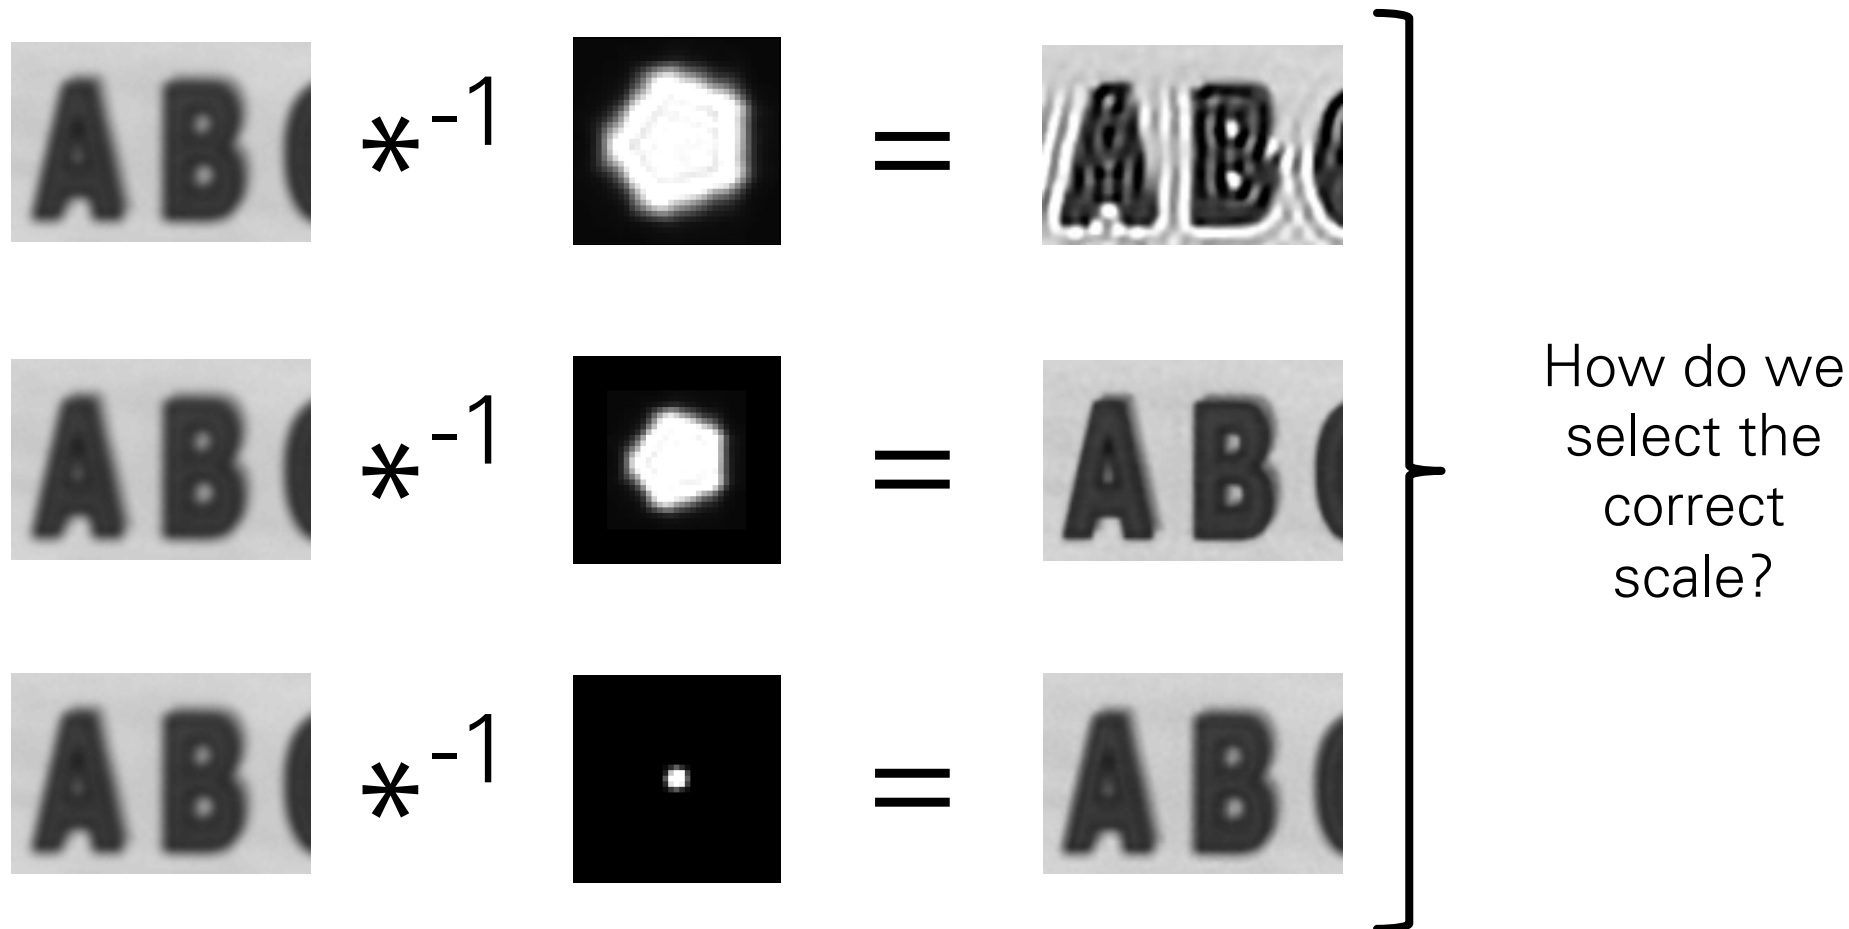 ABC *-1 = ABC
ABC *-1 = ABC
ABC *-1 = ABC
How do we
select the
correct
scale?